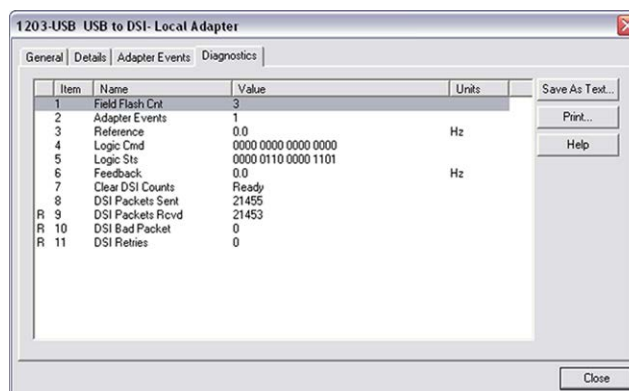 1203-USB USB to DSI- Local Adapter
General Details Adapter Events Diagnostics
Item Name Value Units
1 Field Flash Cnt 3
2 Adapter Events 1
3 Reference 0.0 Hz
4 Logic Cmd 0000 0000 0000 0000
5 Logic Sts 0000 0110 0000 1101
6 Feedback 0.0 Hz
7 Clear DSI Counts Ready
8 DSI Packets Sent 21455
R 9 DSI Packets Rcvd 21453
R 10 DSI Bad Packet 0
R 11 DSI Retries 0
Save As Text...
Print...
Help
Close